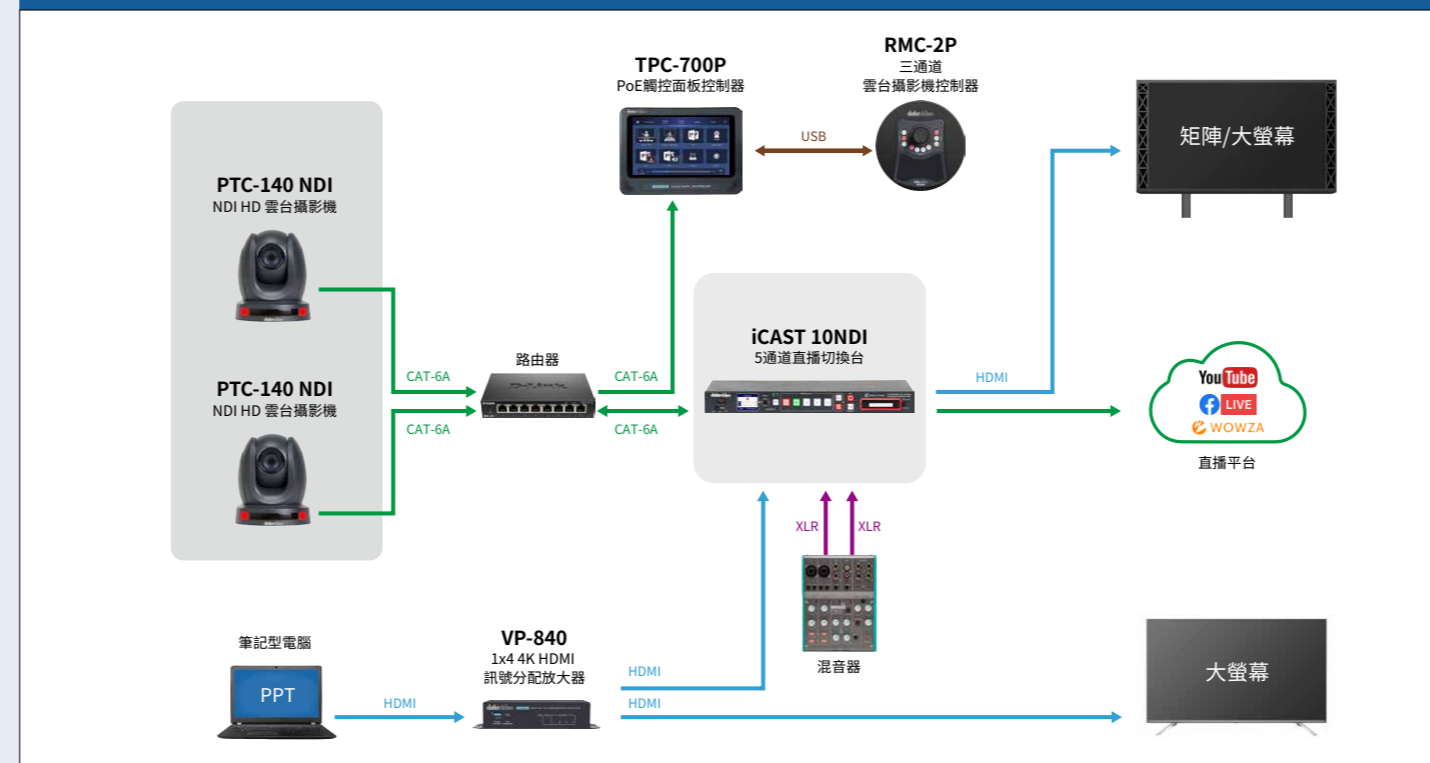 RMC-2P
三通道
雲台攝影機控制器
TPC-700P
PoE觸控面板控制器
USB
矩陣/大螢幕
PTC-140 NDI
NDI HD 雲台攝影機
iCAST 10NDI
5通道直播切換台
路由器
D-Link
CAT-6A
CAT-6A
HDMI
PTC-140 NDI
NDI HD 雲台攝影機
CAT-6A
CAT-6A
YouTube
LIVE
WOWZA
直播平台
XLR
XLR
混音器
筆記型電腦
PPT
HDMI
VP-840
1x4 4K HDMI
訊號分配放大器
HDMI
HDMI
大螢幕